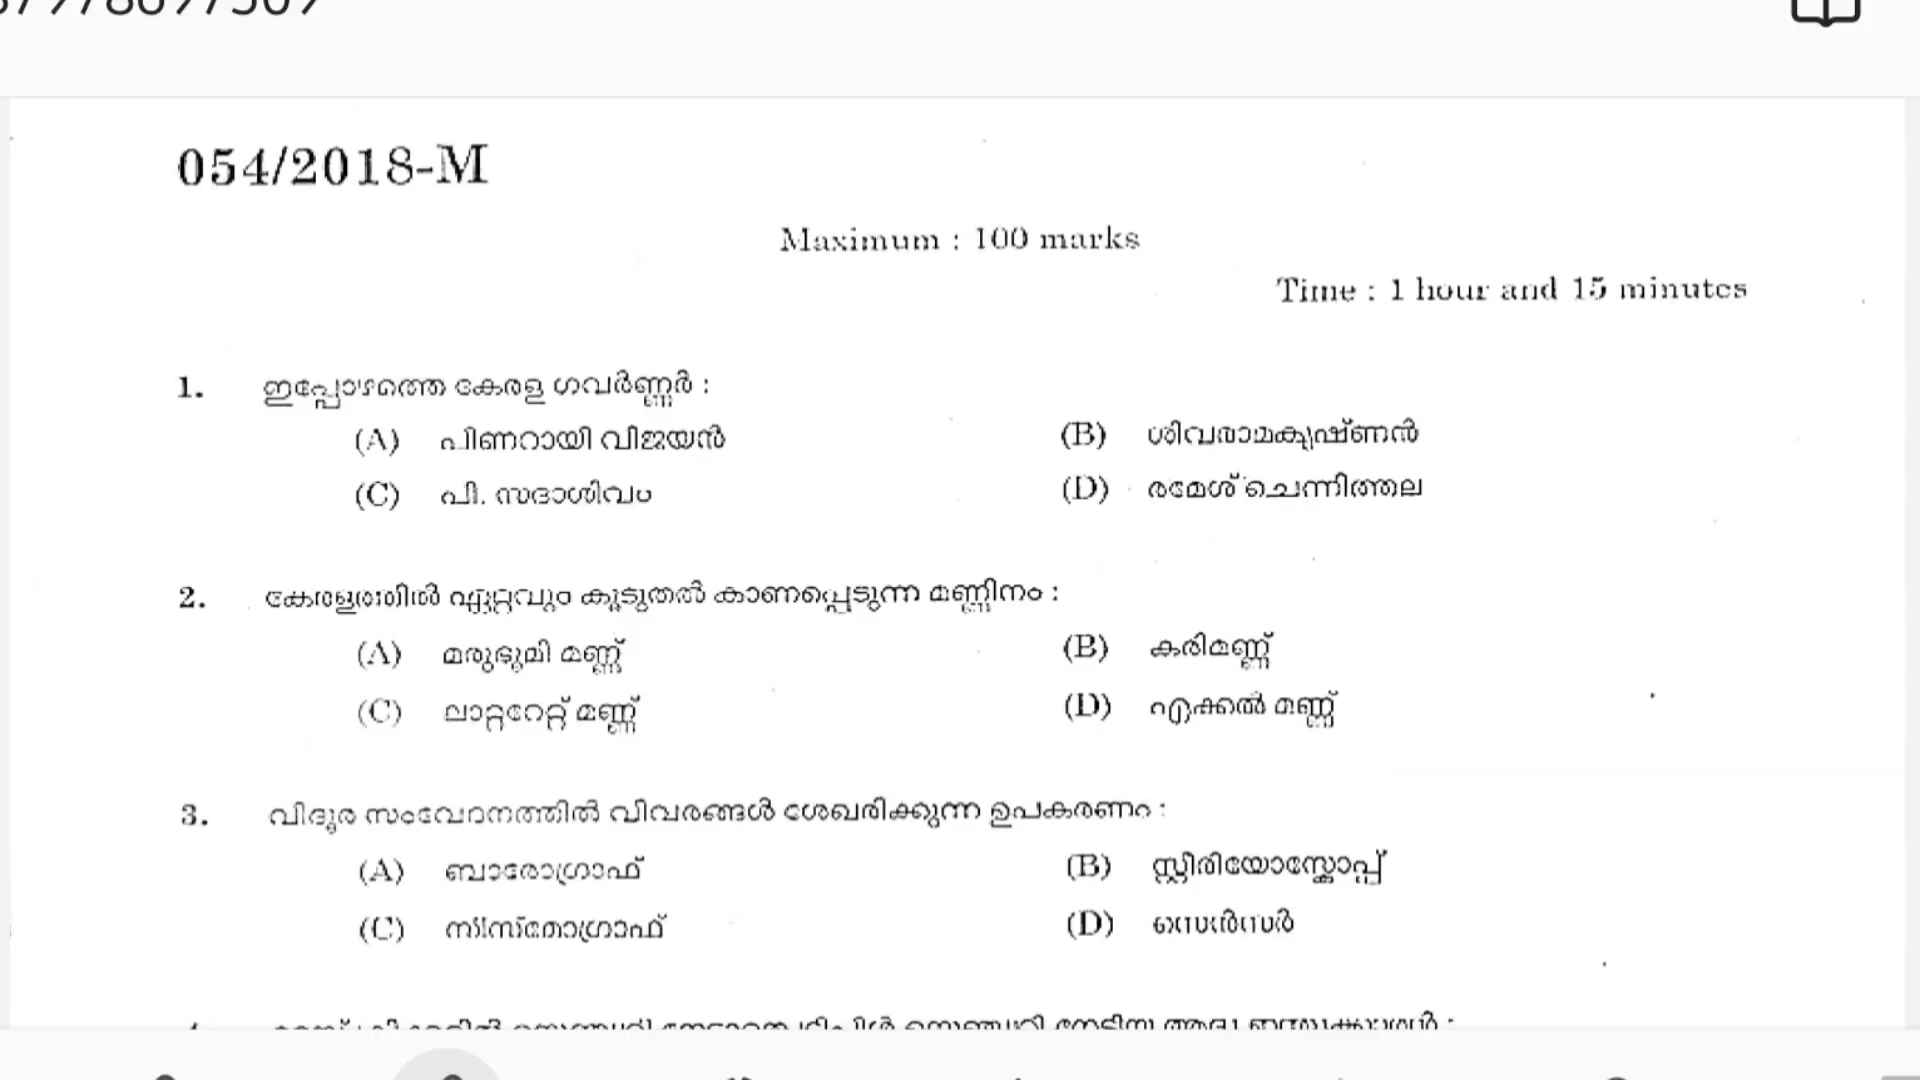 054/2018-M
Maximum : 100 marks
Time : 1 hour and 15 minutes
1. ഇപ്പോഴത്തെ കേരള ഗവർണ്ണർ :
(A) പിണറായി വിജയൻ (B) ശിവരാമകൃഷ്ണൻ
(C) പി. സദാശിവം (D) രമേശ് ചെന്നിത്തല
2. കേരളത്തിൽ ഏറ്റവും കൂടുതൽ കാണപ്പെടുന്ന മണ്ണിനം :
(A) മരുഭൂമി മണ്ണ് (B) കരിമണ്ണ്
(C) ലാറ്ററേറ്റ് മണ്ണ് (D) എക്കൽ മണ്ണ്
3. വിദൂര സംവേദനത്തിൽ വിവരങ്ങൾ ശേഖരിക്കുന്ന ഉപകരണം :
(A) ബാരോഗ്രാഫ് (B) സ്റ്റീരിയോസ്കോപ്പ്
(C) സീസ്മോഗ്രാഫ് (D) സെൻസർ